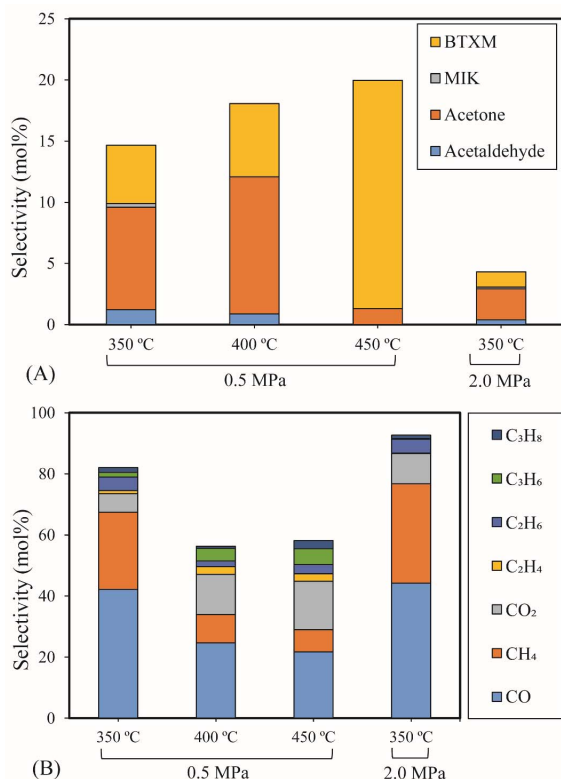 25
20
15
10
5
0
Selectivity (mol%)
BTXM
MIK
Acetone
Acetaldehyde
350 ºC 400 ºC 450 ºC 350 ºC
0.5 MPa 2.0 MPa
(A)
100
80
60
40
20
0
Selectivity (mol%)
C₃H₈
C₃H₆
C₂H₆
C₂H₄
CO₂
CH₄
CO
350 ºC 400 ºC 450 ºC 350 ºC
0.5 MPa 2.0 MPa
(B)